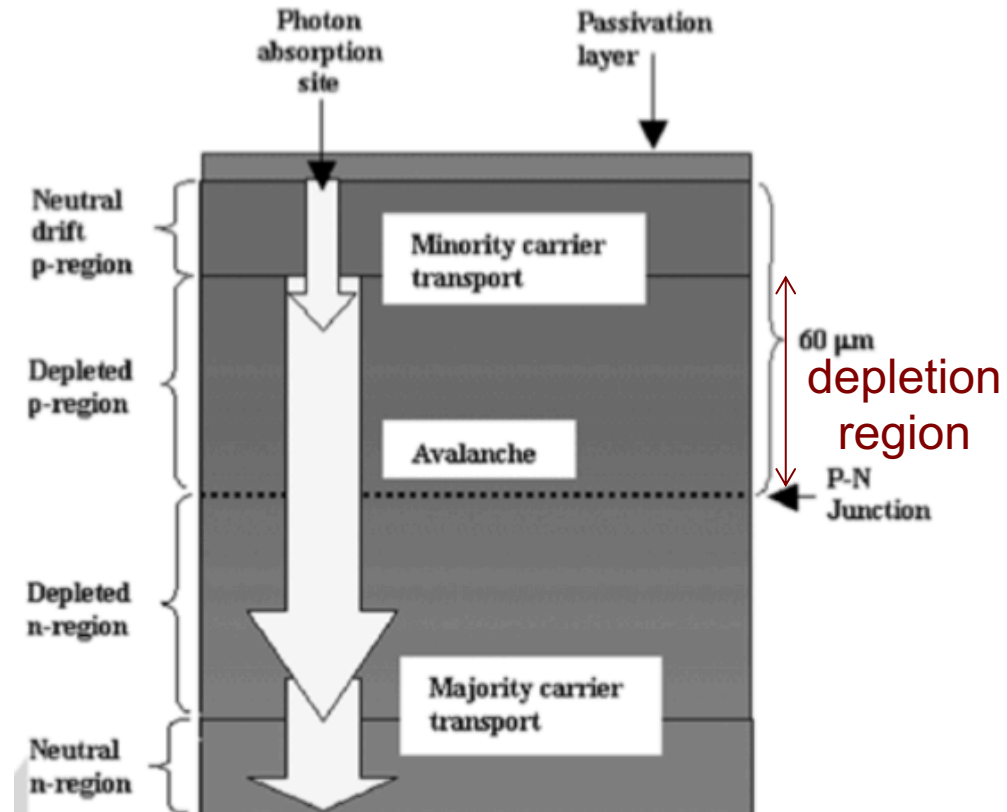 Photon
absorption
site
Passivation
layer
Neutral
drift
p-region
Minority carrier
transport
60 μm
depletion
region
Depleted
p-region
Avalanche
P-N
Junction
Depleted
n-region
Majority carrier
transport
Neutral
n-region